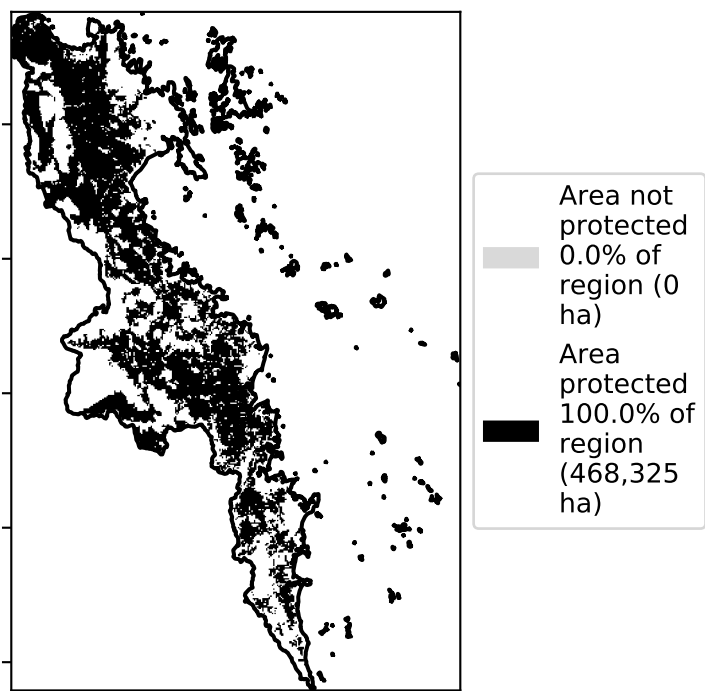 Area not
protected
0.0% of
region (0
ha)
Area
protected
100.0% of
region
(468,325
ha)